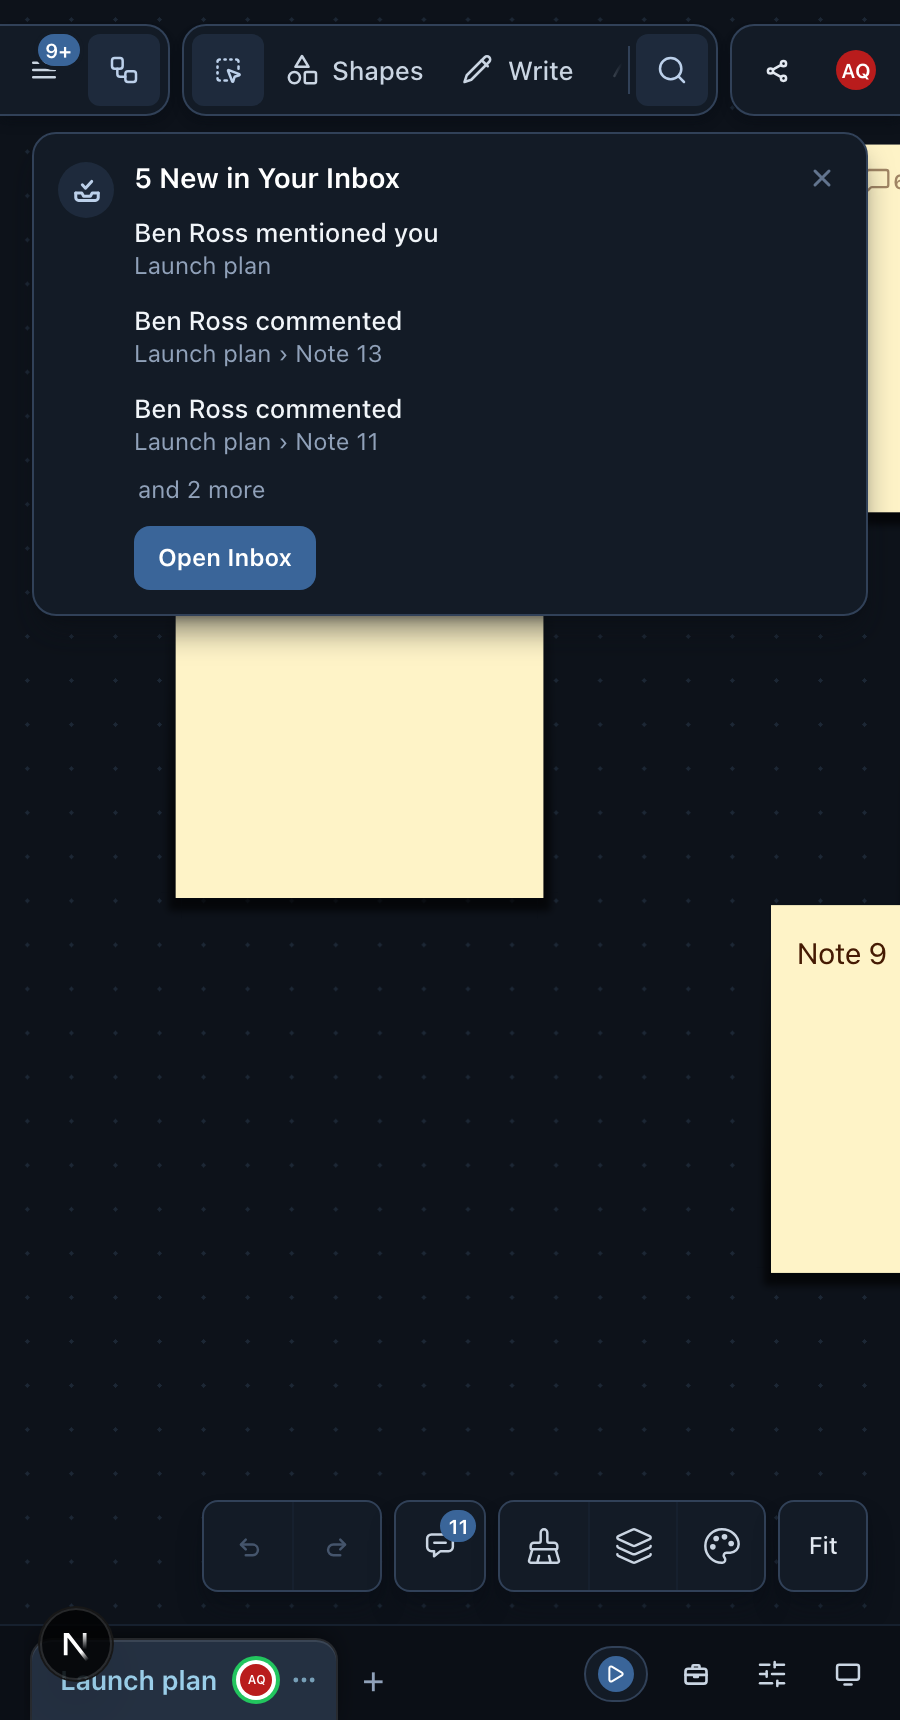 9+
Shapes
Write
AQ
5 New in Your Inbox
Ben Ross mentioned you
Launch plan
Ben Ross commented
Launch plan › Note 13
Ben Ross commented
Launch plan › Note 11
and 2 more
Open Inbox
Note 9
11
Fit
N
Launch plan
AQ